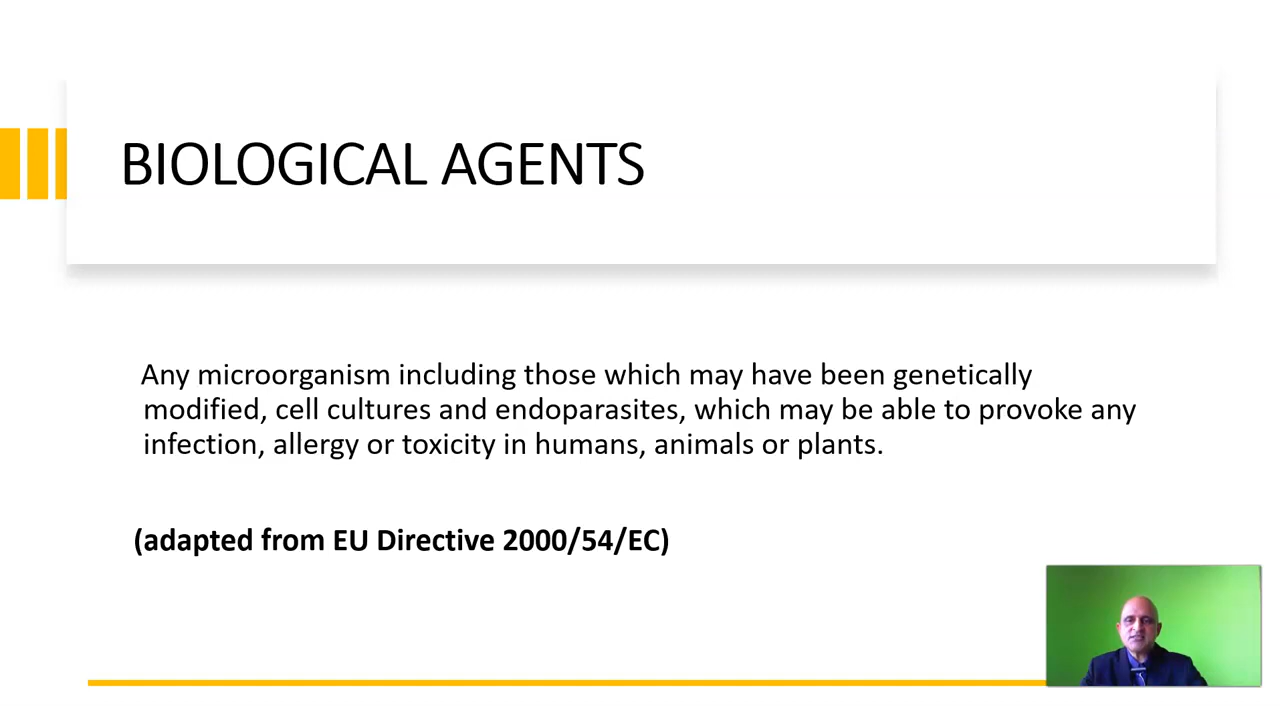 BIOLOGICAL AGENTS
Any microorganism including those which may have been genetically
modified, cell cultures and endoparasites, which may be able to provoke any
infection, allergy or toxicity in humans, animals or plants.
(adapted from EU Directive 2000/54/EC)